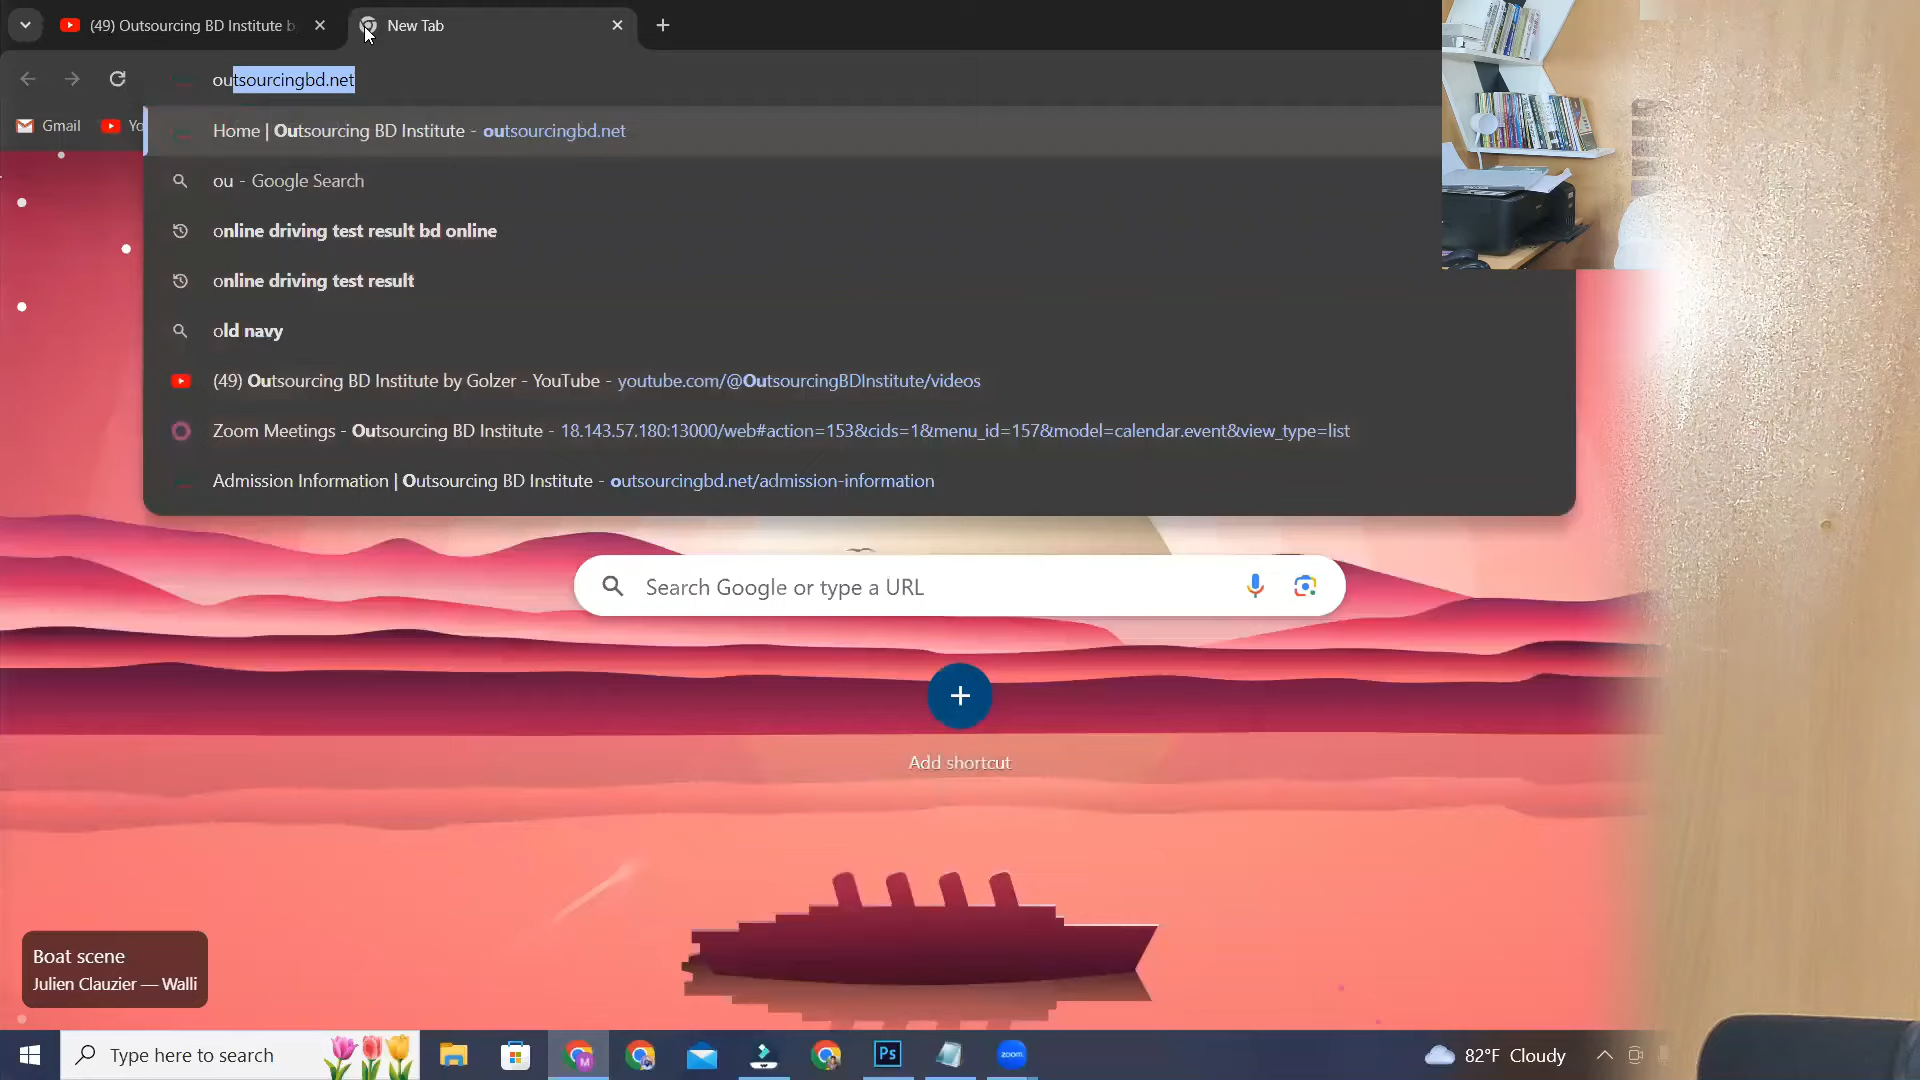 (49) Outsourcing BD Institute b
New Tab
outsourcingbd.net
Gmail
Yo
Home | Outsourcing BD Institute - outsourcingbd.net
ou - Google Search
online driving test result bd online
online driving test result
old navy
(49) Outsourcing BD Institute by Golzer - YouTube - youtube.com/@OutsourcingBDInstitute/videos
Zoom Meetings - Outsourcing BD Institute - 18.143.57.180:13000/web#action=153&cids=1&menu_id=157&model=calendar.event&view_type=list
Admission Information | Outsourcing BD Institute - outsourcingbd.net/admission-information
Search Google or type a URL
Add shortcut
Boat scene
Julien Clauzier — Walli
Type here to search
M
Ps
zoom
82°F Cloudy